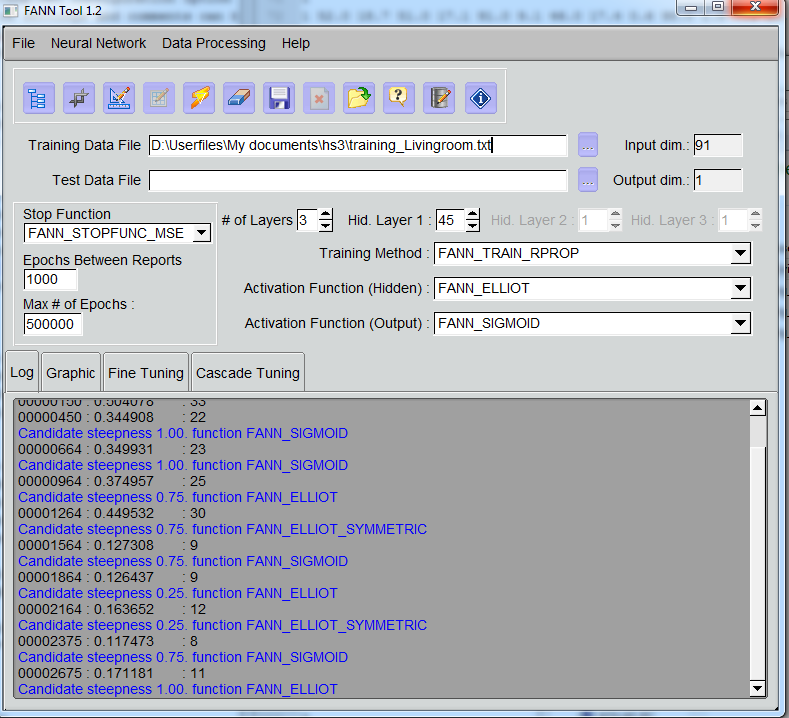 FANN Tool 1.2
File Neural Network Data Processing Help
Training Data File D:\Userfiles\My documents\hs3\training_Livingroom.txt ... Input dim.: 91
Test Data File ... Output dim.: 1
Stop Function
FANN_STOPFUNC_MSE
# of Layers 3 Hid. Layer 1 : 45 Hid. Layer 2 : 1 Hid. Layer 3 : 1
Epochs Between Reports
1000
Training Method : FANN_TRAIN_RPROP
Activation Function (Hidden) : FANN_ELLIOT
Max # of Epochs :
500000
Activation Function (Output) : FANN_SIGMOID
Log Graphic Fine Tuning Cascade Tuning
00000150 : 0.504078 : 33
00000450 : 0.344908 : 22
Candidate steepness 1.00. function FANN_SIGMOID
00000664 : 0.349931 : 23
Candidate steepness 1.00. function FANN_SIGMOID
00000964 : 0.374957 : 25
Candidate steepness 0.75. function FANN_ELLIOT
00001264 : 0.449532 : 30
Candidate steepness 0.75. function FANN_ELLIOT_SYMMETRIC
00001564 : 0.127308 : 9
Candidate steepness 0.75. function FANN_SIGMOID
00001864 : 0.126437 : 9
Candidate steepness 0.25. function FANN_ELLIOT
00002164 : 0.163652 : 12
Candidate steepness 0.25. function FANN_ELLIOT_SYMMETRIC
00002375 : 0.117473 : 8
Candidate steepness 0.75. function FANN_SIGMOID
00002675 : 0.171181 : 11
Candidate steepness 1.00. function FANN_ELLIOT